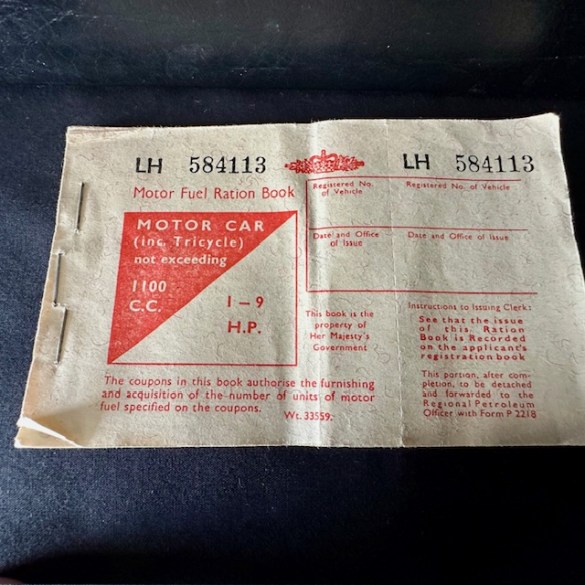 LH 584113
LH 584113
Motor Fuel Ration Book
MOTOR CAR
(inc. Tricycle)
not exceeding
1100
C.C.
1 — 9
H.P.
The coupons in this book authorise the furnishing
and acquisition of the number of units of motor
fuel specified on the coupons.
Wt. 33559.
Registered No.
of Vehicle
Date and Office
of Issue
This book is the
property of
Her Majesty's
Government
Registered No. of Vehicle
Date and Office of Issue
Instructions to Issuing Clerk:
See that the issue
of this Ration
Book is Recorded
on the applicant's
registration book
This portion, after com-
pletion, to be detached
and forwarded to the
Regional Petroleum
Officer with Form P 2218